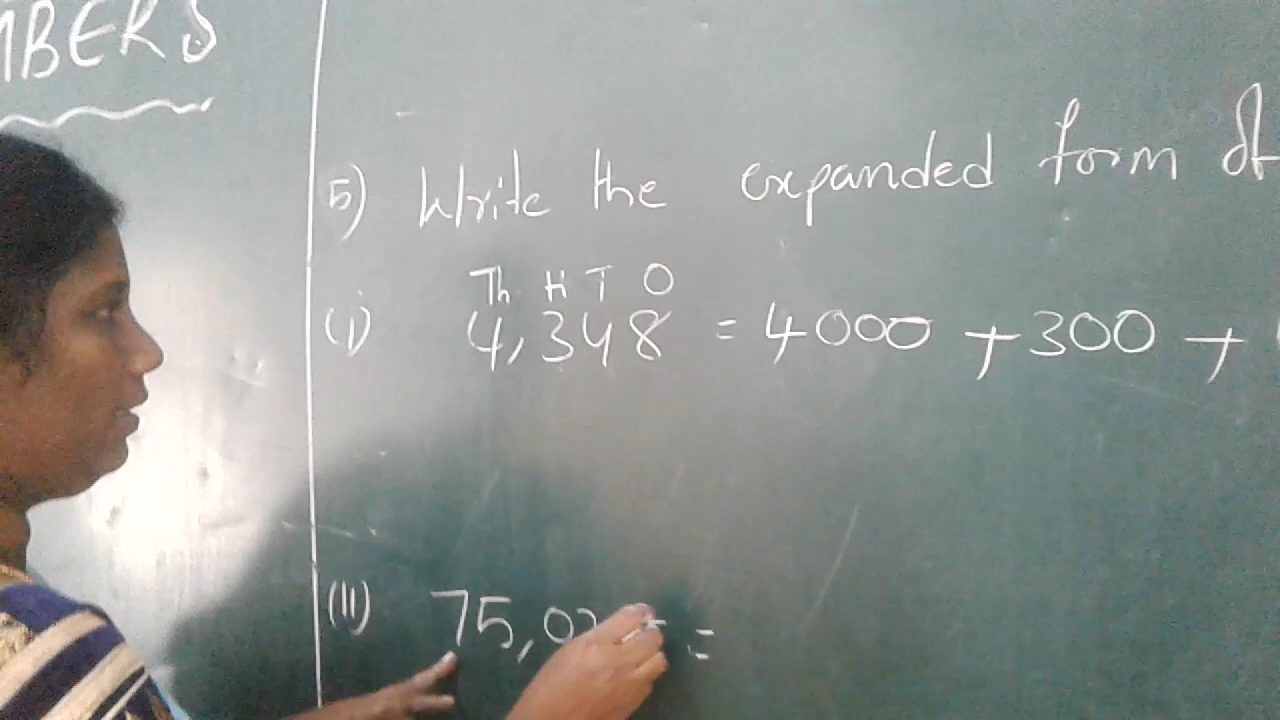 MBERS
5) Write the expanded form of
Th H T O
(i) 4,348 = 4000 + 300 +
(II) 75,0 =